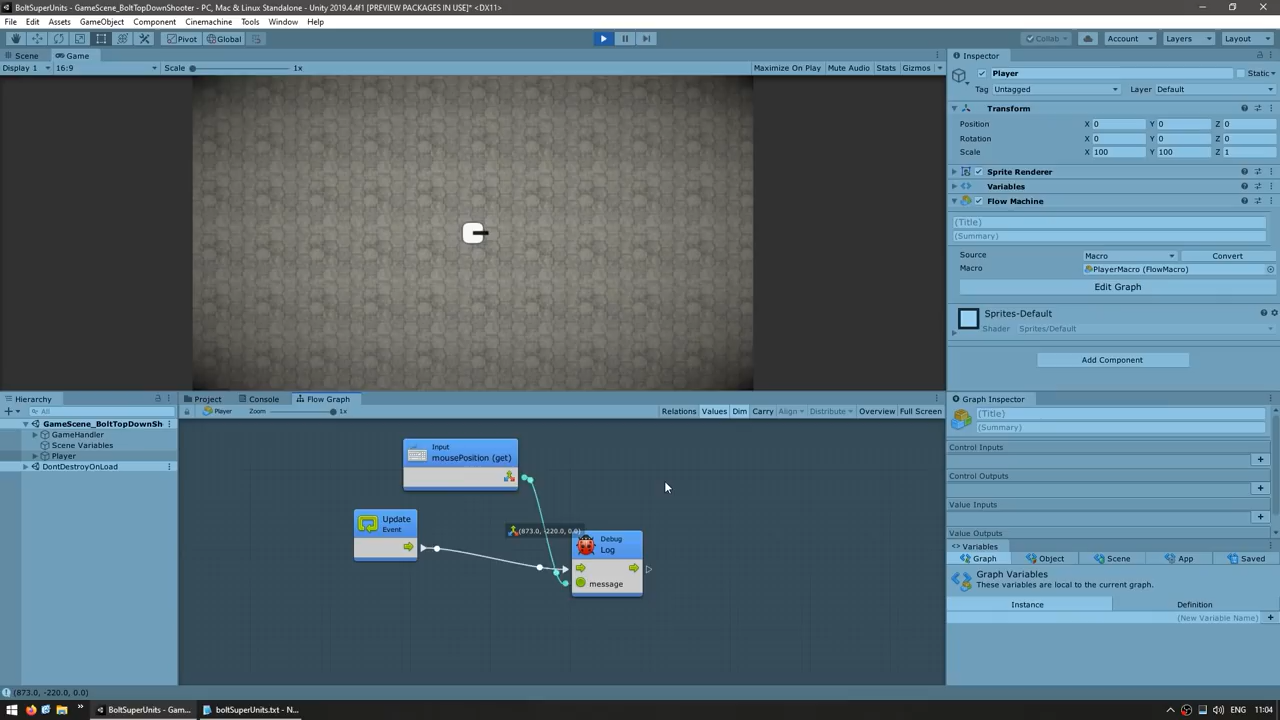 BoltSuperUnits - GameScene_BoltTopDownShooter - PC, Mac & Linux Standalone - Unity 2019.4.4f1 [PREVIEW PACKAGES IN USE]* <DX11>
File Edit Assets GameObject Component Cinemachine Tools Window Help
Pivot Global Collab Account Layers Layout
Scene Game
Display 1 16:9 Scale 1x Maximize On Play Mute Audio Stats Gizmos
Inspector
Player Static
Tag Untagged Layer Default
Transform
Position X 0 Y 0 Z 0
Rotation X 0 Y 0 Z 0
Scale X 100 Y 100 Z 1
Sprite Renderer
Variables
Flow Machine
(Title)
(Summary)
Source Macro Convert
Macro PlayerMacro (FlowMacro)
Edit Graph
Sprites-Default
Shader Sprites/Default
Add Component
Hierarchy
All
GameScene_BoltTopDownSh
GameHandler
Scene Variables
Player
DontDestroyOnLoad
Project Console Flow Graph
Player Zoom 1x Relations Values Dim Carry Align Distribute Overview Full Screen
Input
mousePosition (get)
Update
Event
(873.0, -220.0, 0.0)
Debug
Log
message
Graph Inspector
(Title)
(Summary)
Control Inputs
Control Outputs
Value Inputs
Value Outputs
Variables
Graph Object Scene App Saved
Graph Variables
These variables are local to the current graph.
Instance Definition
(New Variable Name)
(873.0, -220.0, 0.0)
BoltSuperUnits - Gam... boltSuperUnits.txt - N... ENG 11:04